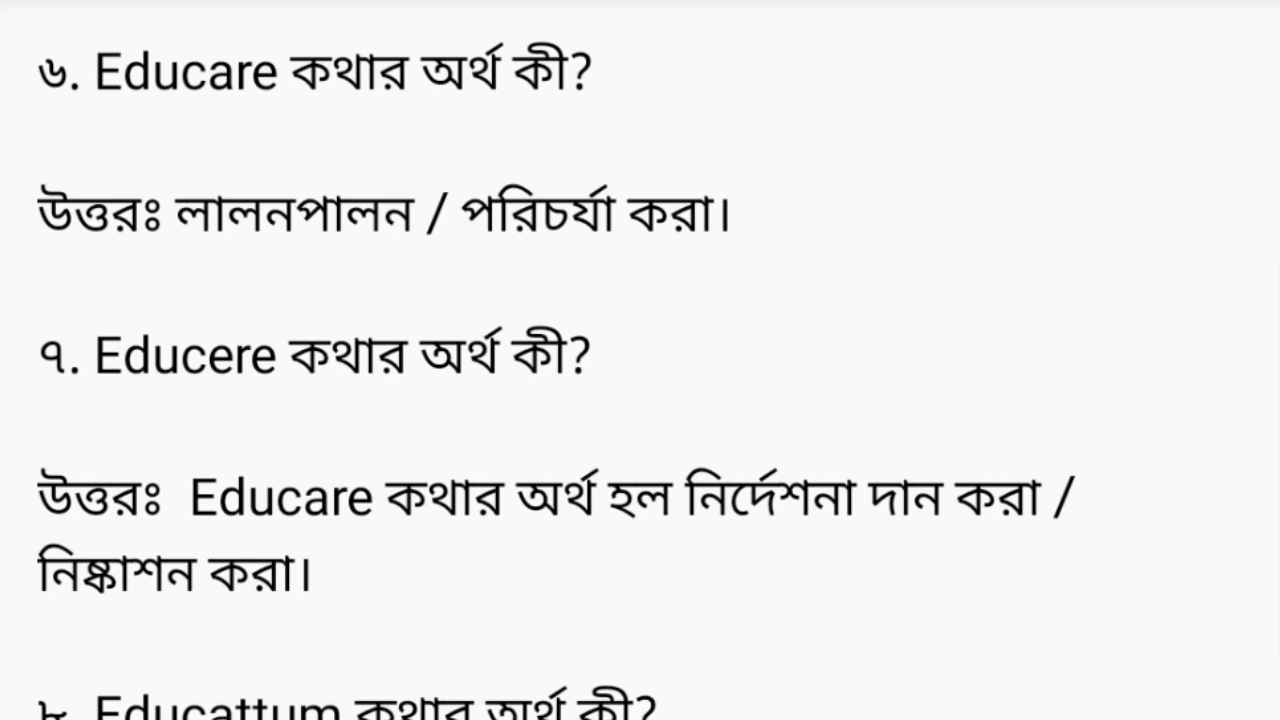 ৬. Educare কথার অর্থ কী?
উত্তরঃ লালনপালন / পরিচর্যা করা।
৭. Educere কথার অর্থ কী?
উত্তরঃ Educare কথার অর্থ হল নির্দেশনা দান করা /
নিষ্কাশন করা।
৮. Educattum কথার অর্থ কী?